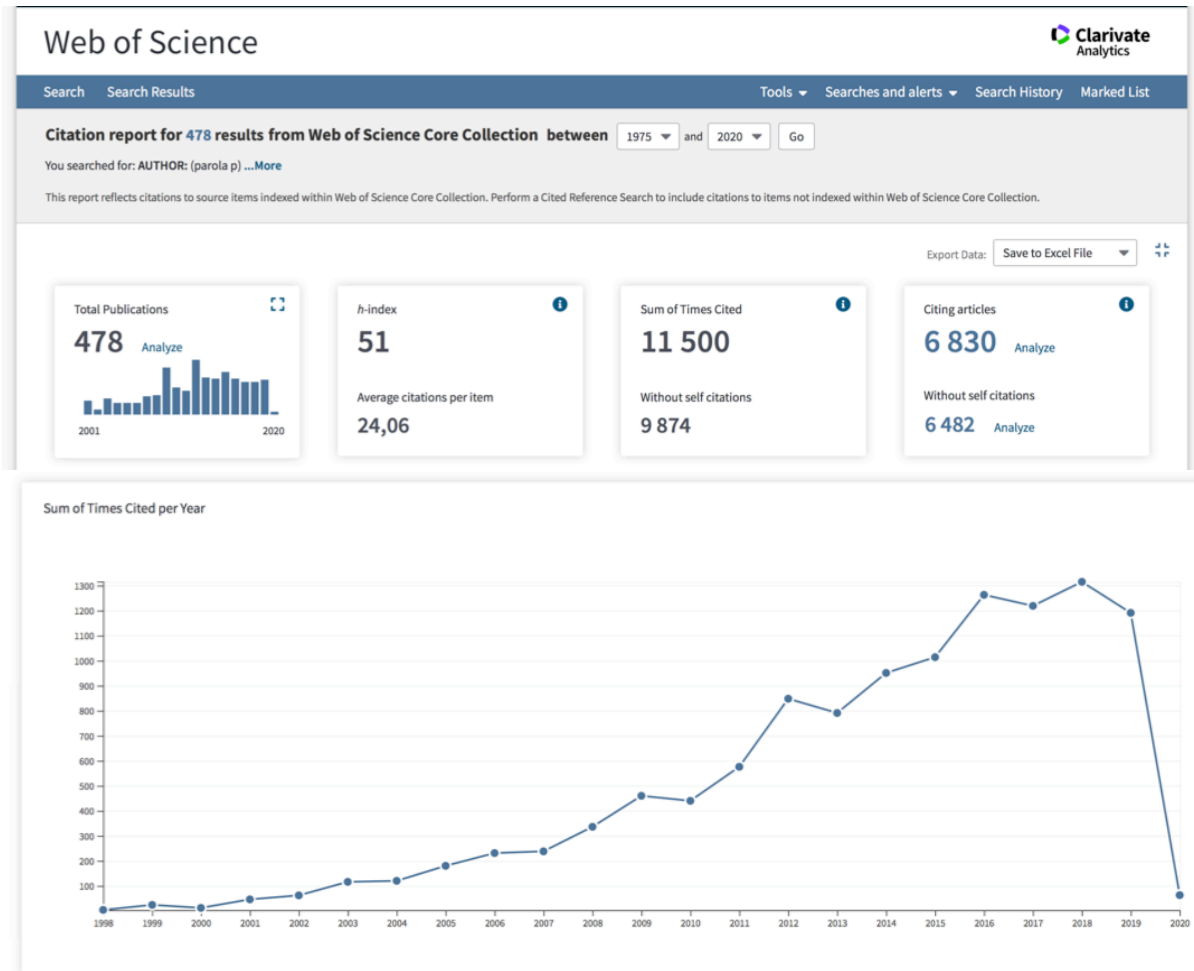 Web of Science
Clarivate
Analytics
Search Search Results Tools Searches and alerts Search History Marked List
Citation report for 478 results from Web of Science Core Collection between 1975 and 2020 Go
You searched for: AUTHOR: (parola p) ...More
This report reflects citations to source items indexed within Web of Science Core Collection. Perform a Cited Reference Search to include citations to items not indexed within Web of Science Core Collection.
Export Data: Save to Excel File
Total Publications
478 Analyze
2001 2020
h-index
51
Average citations per item
24,06
Sum of Times Cited
11 500
Without self citations
9 874
Citing articles
6 830 Analyze
Without self citations
6 482 Analyze
Sum of Times Cited per Year
1300
1200
1100
1000
900
800
700
600
500
400
300
200
100
1998 1999 2000 2001 2002 2003 2004 2005 2006 2007 2008 2009 2010 2011 2012 2013 2014 2015 2016 2017 2018 2019 2020